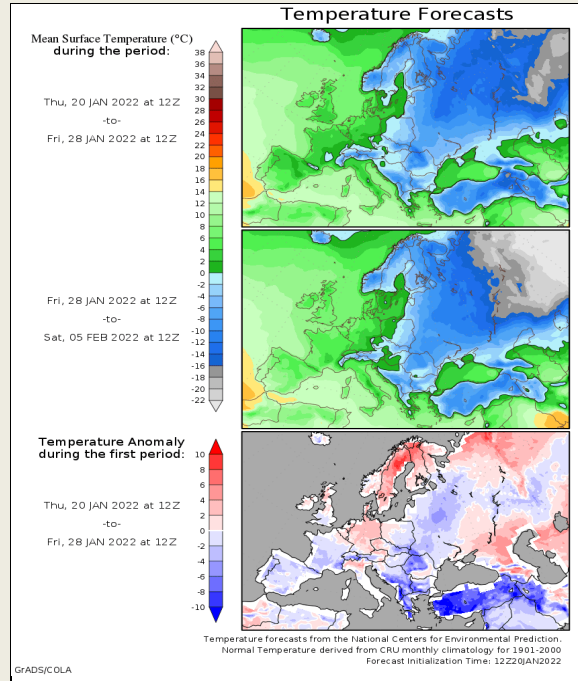 Temperature Forecasts
Mean Surface Temperature (°C)
during the period:
38
36
34
32
30
28
26
24
22
20
18
16
14
12
10
8
6
4
2
0
-2
-4
-6
-8
-10
-12
-14
-16
-18
-20
-22
Thu, 20 JAN 2022 at 12Z
-to-
Fri, 28 JAN 2022 at 12Z
Fri, 28 JAN 2022 at 12Z
-to-
Sat, 05 FEB 2022 at 12Z
Temperature Anomaly
during the first period:
10
8
6
4
2
0
-2
-4
-6
-8
-10
Thu, 20 JAN 2022 at 12Z
-to-
Fri, 28 JAN 2022 at 12Z
Temperature forecasts from the National Centers for Environmental Prediction.
Normal Temperature derived from CRU monthly climatology for 1901-2000
Forecast Initialization Time: 12Z20JAN2022
GrADS/COLA